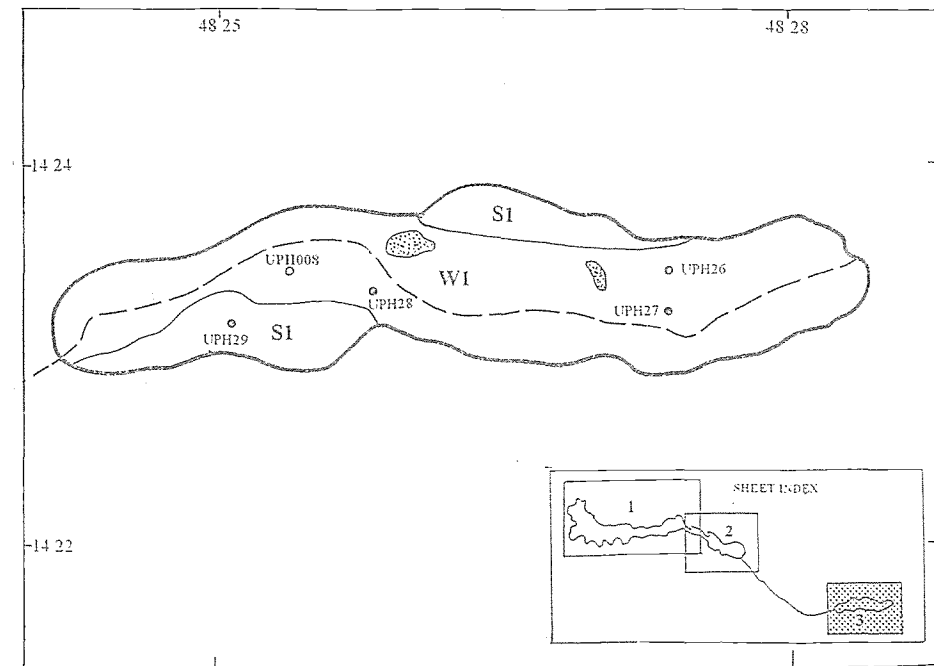 48 25
48 28
14 24
S1
UPH008
W1
UPH26
UPH28
UPH27
UPH29
S1
SHEET INDEX
1
2
14 22
3